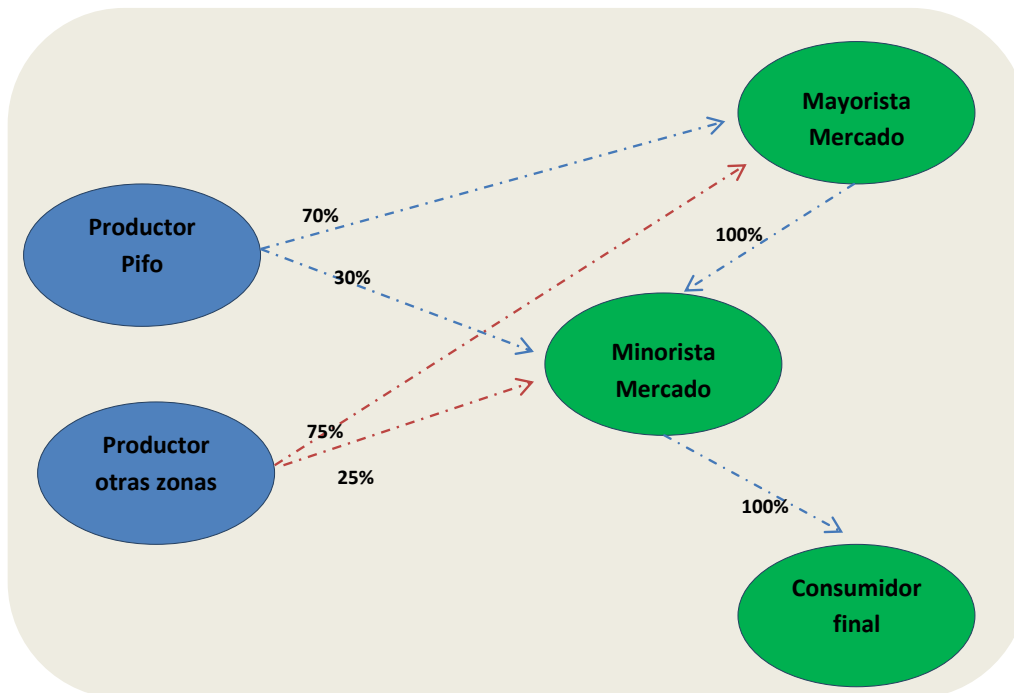 Mayorista
Mercado
Productor
Pifo
70%
100%
30%
Minorista
Mercado
Productor
otras zonas
75%
25%
100%
Consumidor
final